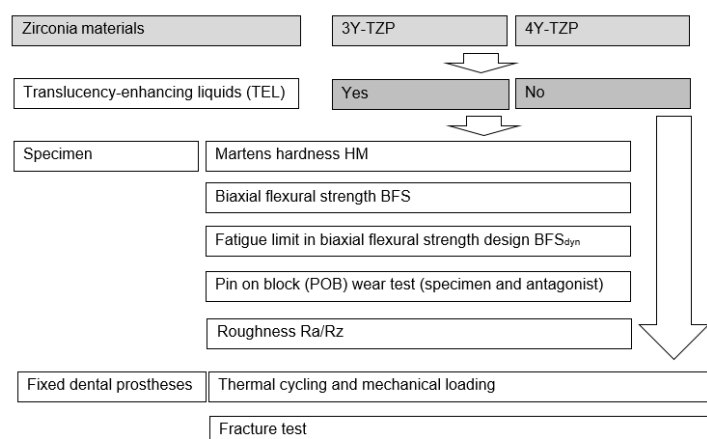 Zirconia materials
3Y-TZP
4Y-TZP
Translucency-enhancing liquids (TEL)
Yes
No
Specimen
Martens hardness HM
Biaxial flexural strength BFS
Fatigue limit in biaxial flexural strength design BFSdyn
Pin on block (POB) wear test (specimen and antagonist)
Roughness Ra/Rz
Fixed dental prostheses
Thermal cycling and mechanical loading
Fracture test